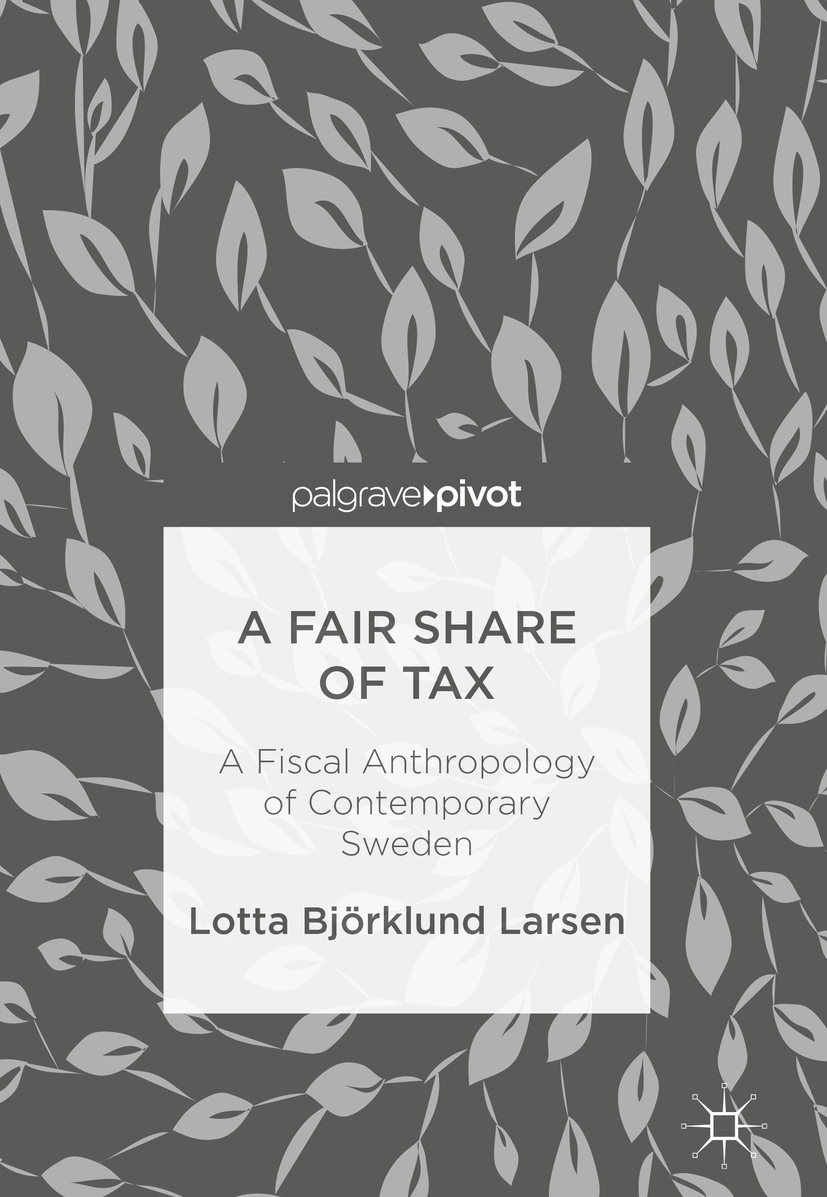 palgrave pivot
A FAIR SHARE
OF TAX
A Fiscal Anthropology
of Contemporary
Sweden
Lotta Björklund Larsen